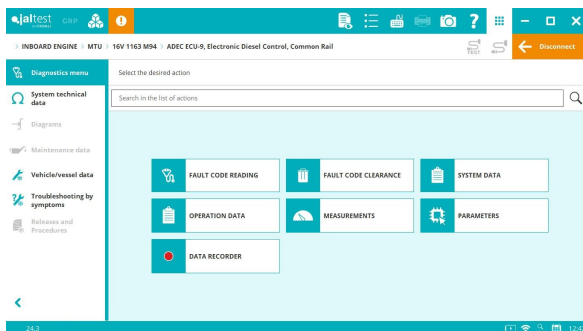 jaltest GRP
> INBOARD ENGINE > MTU > 16V 1163 M94 > ADEC ECU-9, Electronic Diesel Control, Common Rail
TEST
Disconnect
Diagnostics menu
Select the desired action
System technical data
Search in the list of actions
Diagrams
Maintenance data
Vehicle/vessel data
Troubleshooting by symptoms
Releases and Procedures
FAULT CODE READING
FAULT CODE CLEARANCE
SYSTEM DATA
OPERATION DATA
MEASUREMENTS
PARAMETERS
DATA RECORDER
24.3